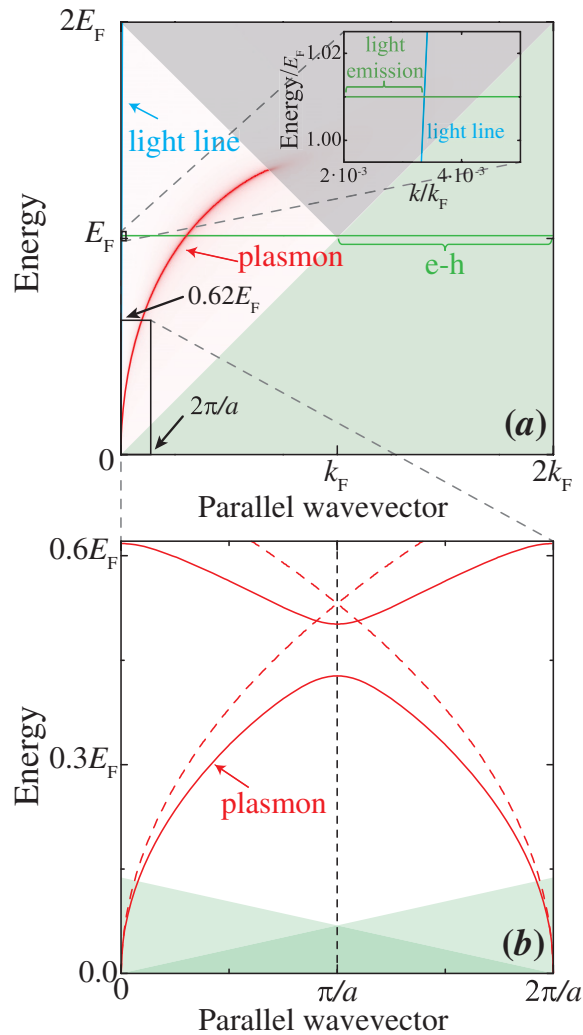 2E_F
light line
E_F
plasmon
0.62E_F
2π/a
0
k_F
2k_F
e-h
(a)
Energy
Parallel wavevector
1.02
1.00
light
emission
light line
Energy/E_F
2·10⁻³
4·10⁻³
k/k_F
0.6E_F
0.3E_F
0.0
plasmon
(b)
Energy
0
π/a
2π/a
Parallel wavevector